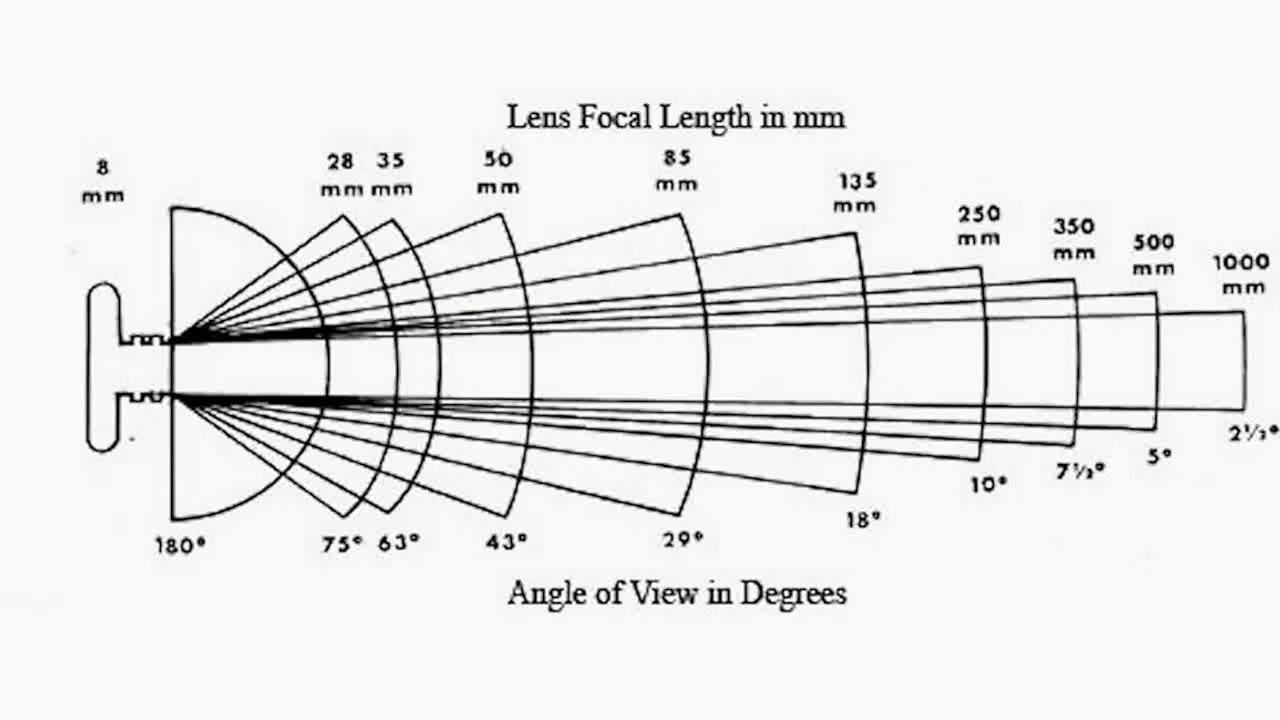 Lens Focal Length in mm
8
mm
28
mm
35
mm
50
mm
85
mm
135
mm
250
mm
350
mm
500
mm
1000
mm
180°
75°
63°
43°
29°
18°
10°
7½°
5°
2½°
Angle of View in Degrees